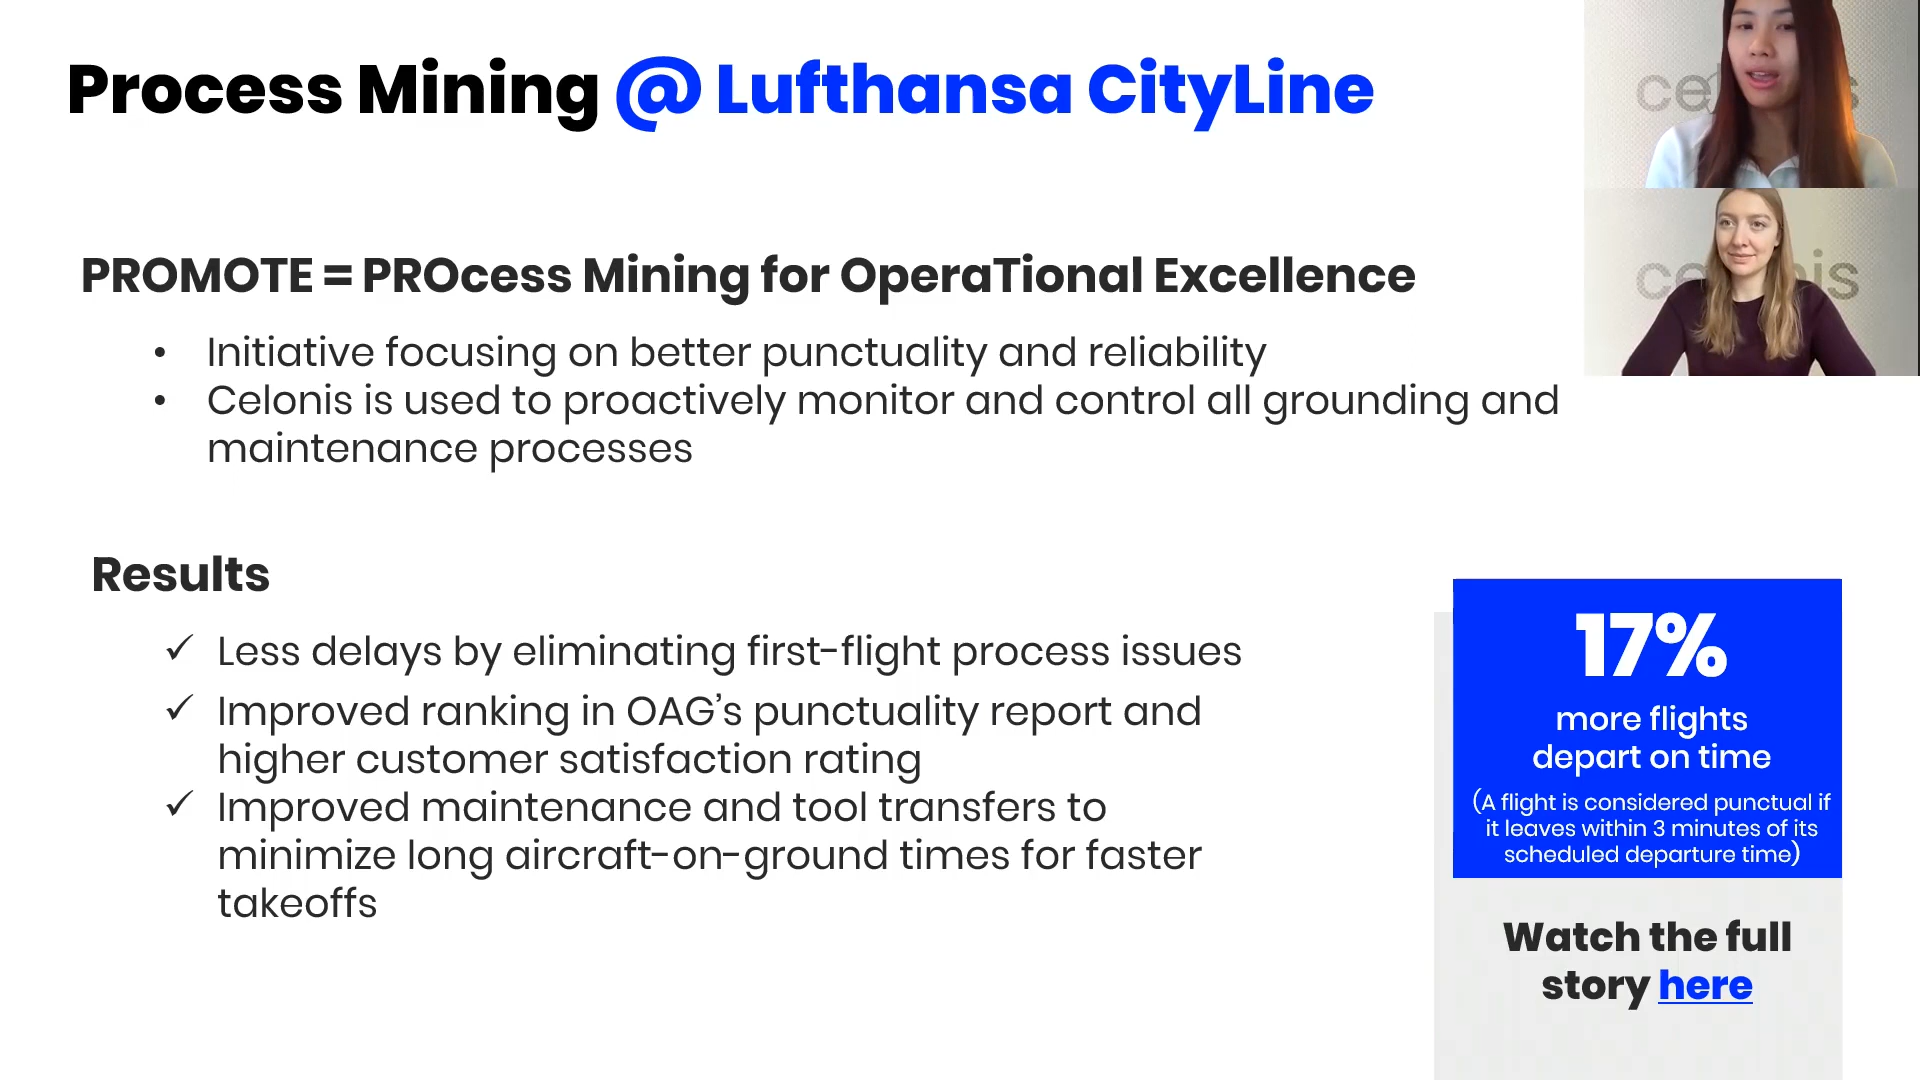 Process Mining @ Lufthansa CityLine
PROMOTE = PROcess Mining for OperaTional Excellence
• Initiative focusing on better punctuality and reliability
• Celonis is used to proactively monitor and control all grounding and
maintenance processes
Results
✓ Less delays by eliminating first-flight process issues
✓ Improved ranking in OAG’s punctuality report and
higher customer satisfaction rating
✓ Improved maintenance and tool transfers to
minimize long aircraft-on-ground times for faster
takeoffs
17%
more flights
depart on time
(A flight is considered punctual if
it leaves within 3 minutes of its
scheduled departure time)
Watch the full
story here